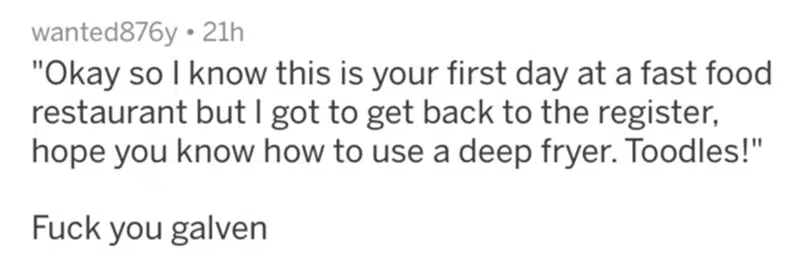 wanted876y • 21h
"Okay so I know this is your first day at a fast food
restaurant but I got to get back to the register,
hope you know how to use a deep fryer. Toodles!"
Fuck you galven